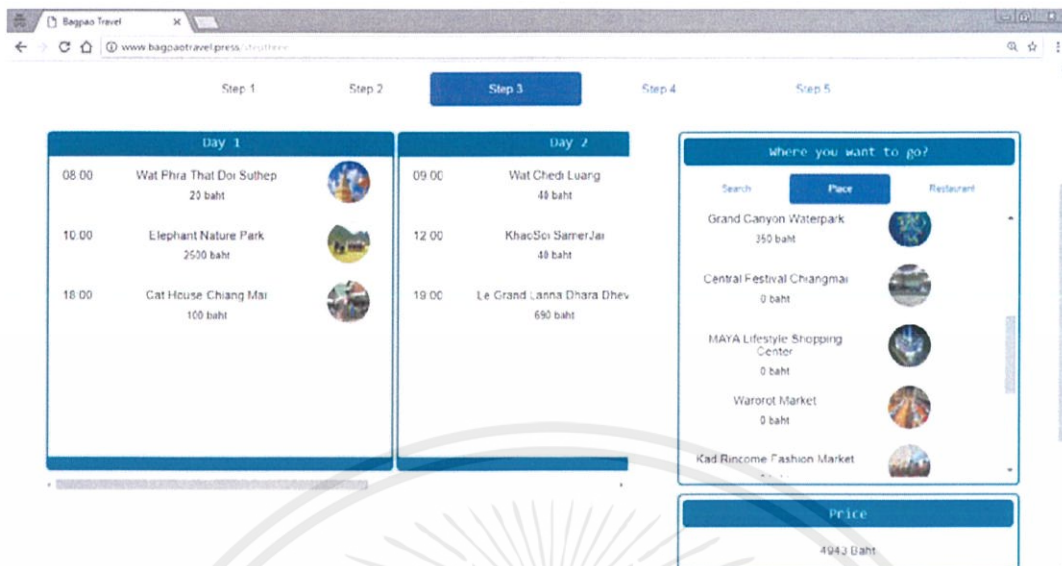 Bagpao Travel
www.bagpaotravel.press/stepthree
Step 1
Step 2
Step 3
Step 4
Step 5
Day 1
08:00 Wat Phra That Doi Suthep
20 baht
10:00 Elephant Nature Park
2500 baht
18:00 Cat House Chiang Mai
100 baht
Day 2
09:00 Wat Chedi Luang
40 baht
12:00 KhaoSoi SamerJai
40 baht
19:00 Le Grand Lanna Dhara Dhev
690 baht
Where you want to go?
Search
Place
Restaurant
Grand Canyon Waterpark
350 baht
Central Festival Chiangmai
0 baht
MAYA Lifestyle Shopping
Center
0 baht
Warorot Market
0 baht
Kad Rincome Fashion Market
Price
4943 Baht